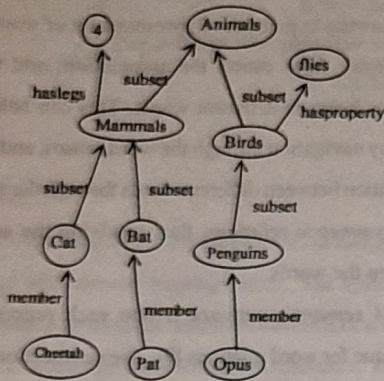 4
Animals
flies
haslegs
subset
subset
hasproperty
Mammals
Birds
subset
subset
subset
Cat
Bat
Penguins
member
member
member
Cheetah
Pat
Opus